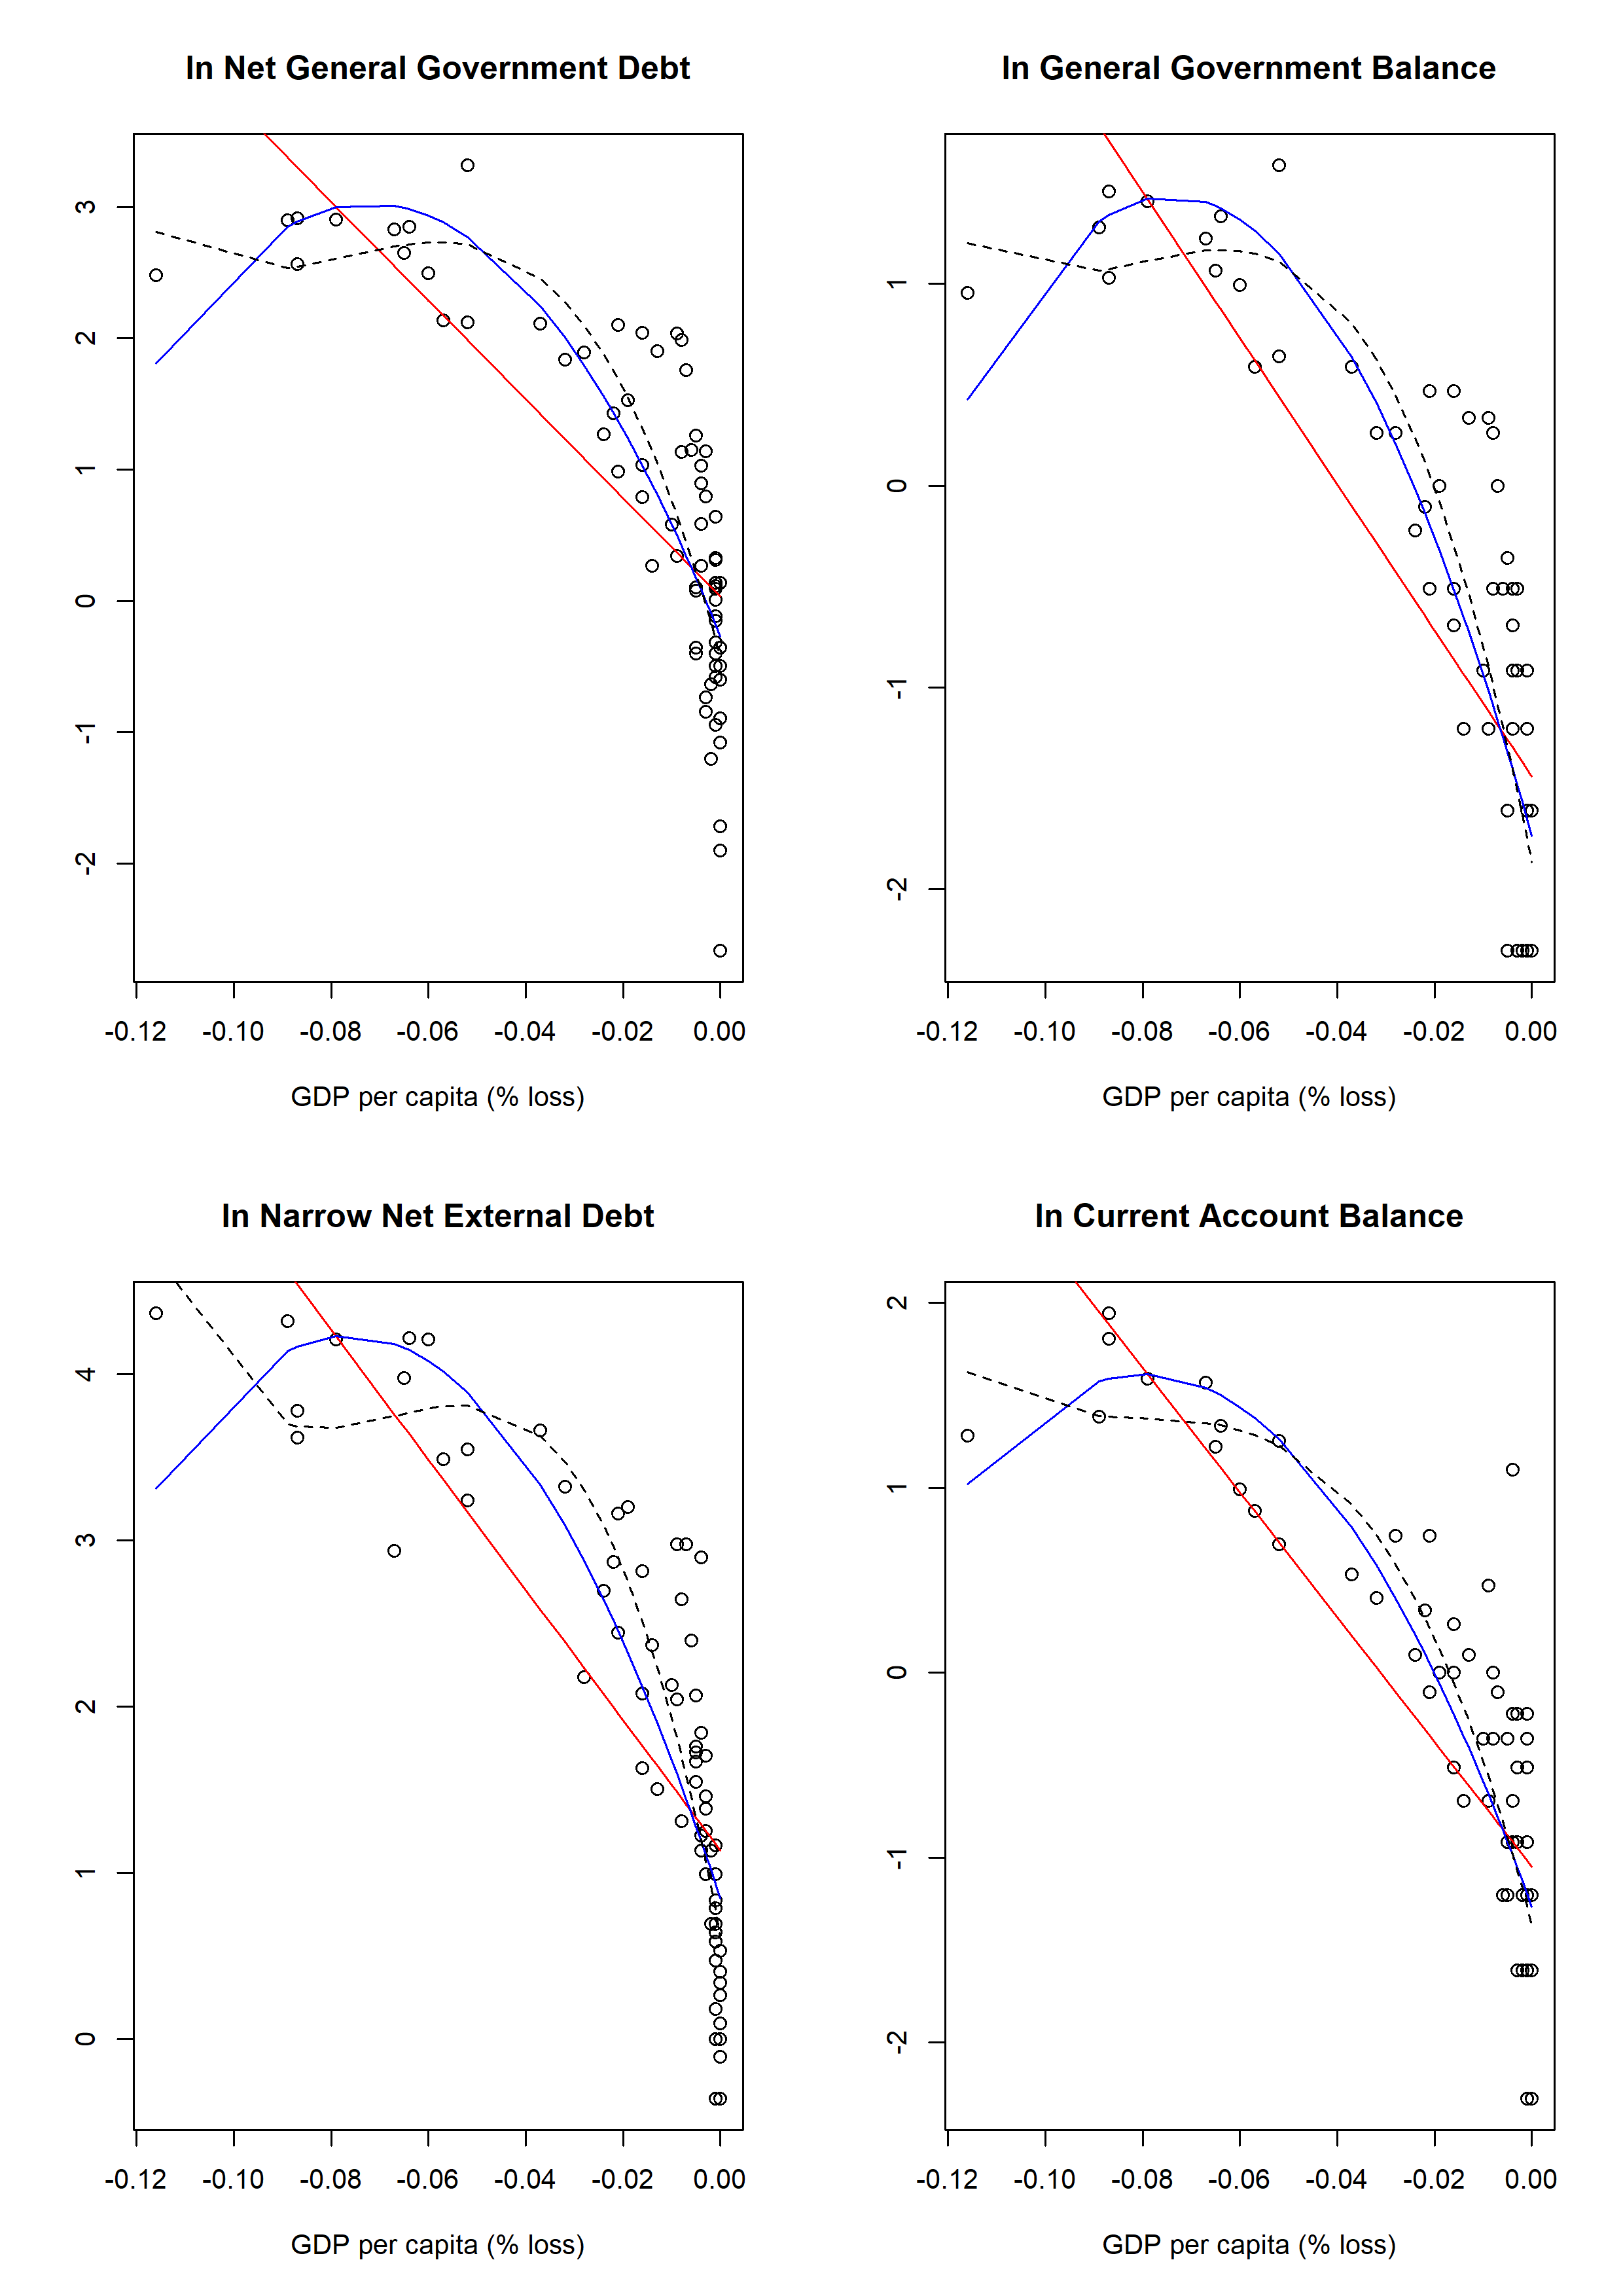 ln Net General Government Debt
3
2
1
0
-1
-2
-0.12 -0.10 -0.08 -0.06 -0.04 -0.02 0.00
GDP per capita (% loss)
ln General Government Balance
1
0
-1
-2
-0.12 -0.10 -0.08 -0.06 -0.04 -0.02 0.00
GDP per capita (% loss)
ln Narrow Net External Debt
4
3
2
1
0
-0.12 -0.10 -0.08 -0.06 -0.04 -0.02 0.00
GDP per capita (% loss)
ln Current Account Balance
2
1
0
-1
-2
-0.12 -0.10 -0.08 -0.06 -0.04 -0.02 0.00
GDP per capita (% loss)